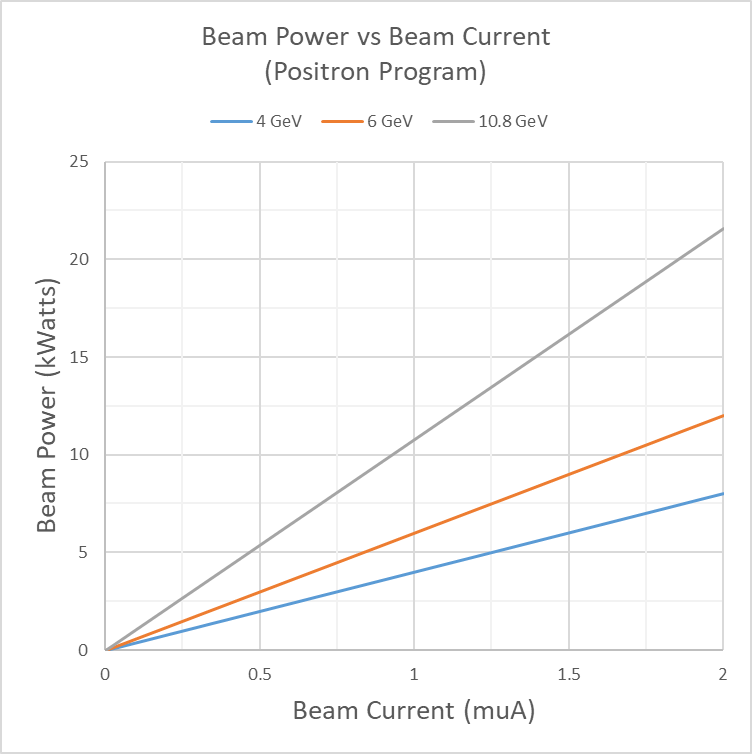 Beam Power vs Beam Current
(Positron Program)
4 GeV 6 GeV 10.8 GeV
25
20
15
10
5
0
Beam Power (kWatts)
0 0.5 1 1.5 2
Beam Current (muA)